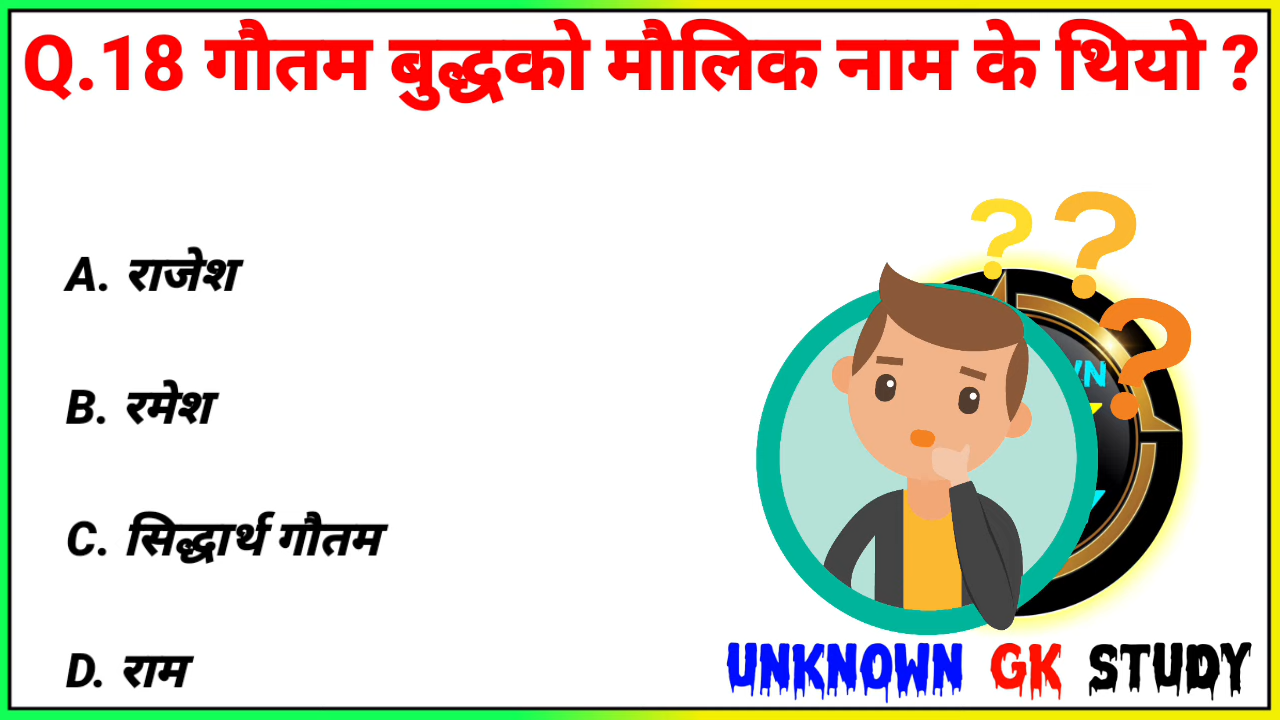 Q.18 गौतम बुद्धको मौलिक नाम के थियो ?
A. राजेश
B. रमेश
C. सिद्धार्थ गौतम
D. राम
UNKNOWN GK STUDY